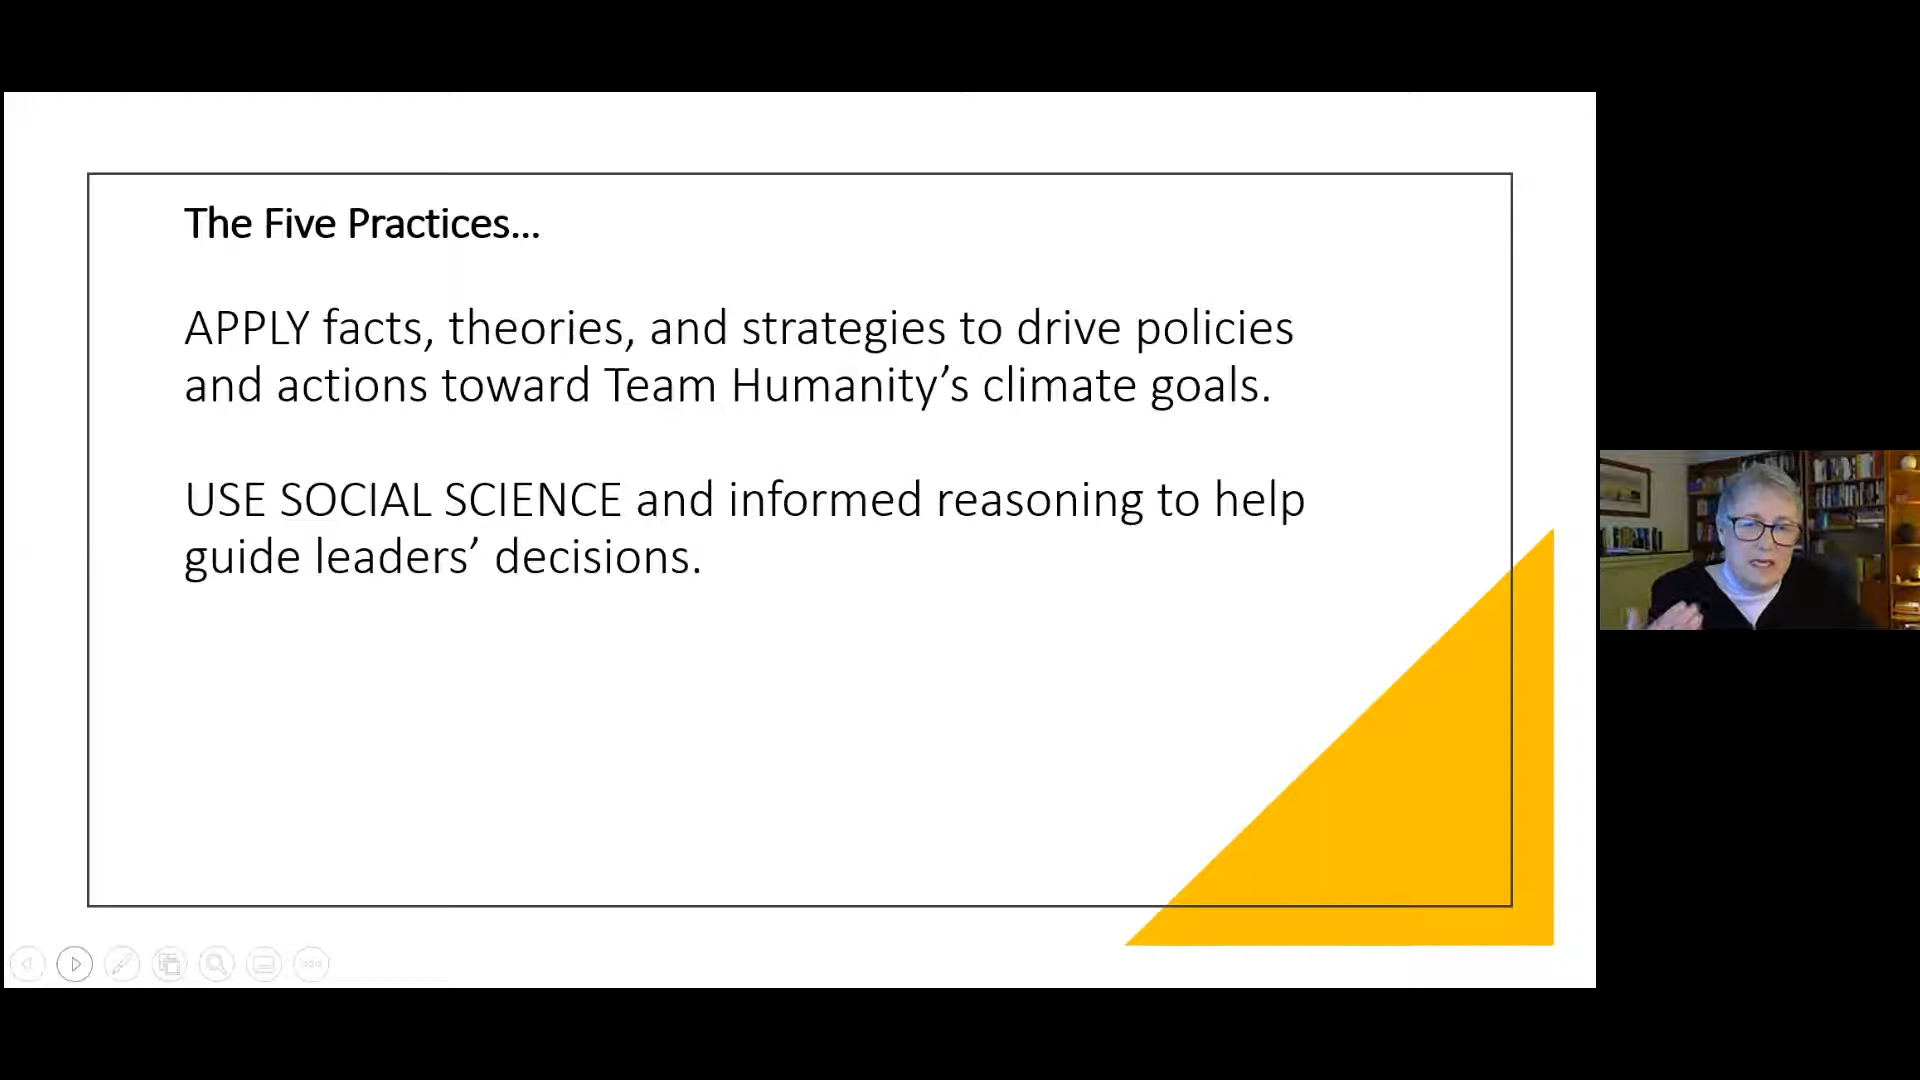 The Five Practices...
APPLY facts, theories, and strategies to drive policies
and actions toward Team Humanity’s climate goals.
USE SOCIAL SCIENCE and informed reasoning to help
guide leaders’ decisions.